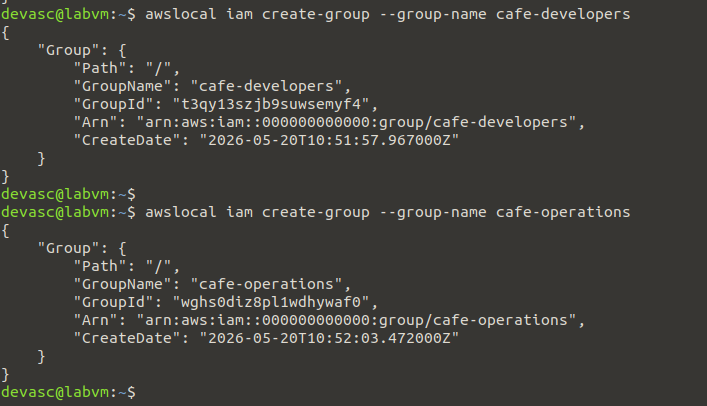 }
devasc@labvm:~$ awslocal iam create-group --group-name cafe-developers
{
    "Group": {
        "Path": "/",
        "GroupName": "cafe-developers",
        "GroupId": "t3qy13szjb9suwsemyf4",
        "Arn": "arn:aws:iam::000000000000:group/cafe-developers",
        "CreateDate": "2026-05-20T10:51:57.967000Z"
    }
}
devasc@labvm:~$
devasc@labvm:~$ awslocal iam create-group --group-name cafe-operations
{
    "Group": {
        "Path": "/",
        "GroupName": "cafe-operations",
        "GroupId": "wghs0diz8pl1wdhywaf0",
        "Arn": "arn:aws:iam::000000000000:group/cafe-operations",
        "CreateDate": "2026-05-20T10:52:03.472000Z"
    }
}
devasc@labvm:~$